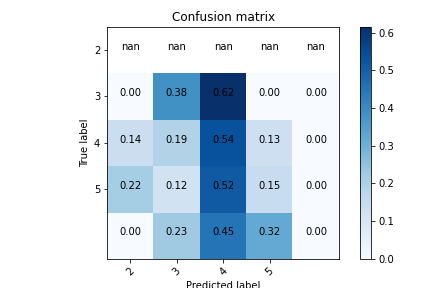 Confusion matrix
True label
2 nan nan nan nan nan
3 0.00 0.38 0.62 0.00 0.00
4 0.14 0.19 0.54 0.13 0.00
5 0.22 0.12 0.52 0.15 0.00
0.00 0.23 0.45 0.32 0.00
2 3 4 5
Predicted label
0.6
0.5
0.4
0.3
0.2
0.1
0.0